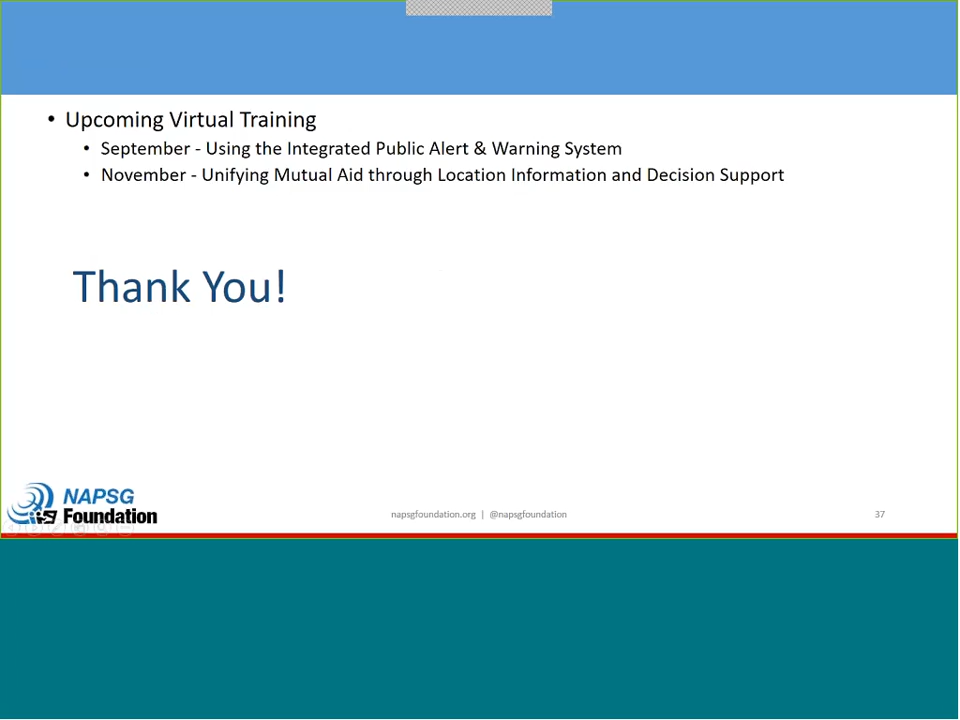 • Upcoming Virtual Training
• September - Using the Integrated Public Alert & Warning System
• November - Unifying Mutual Aid through Location Information and Decision Support
Thank You!
NAPSG
Foundation
napsgfoundation.org | @napsgfoundation
37